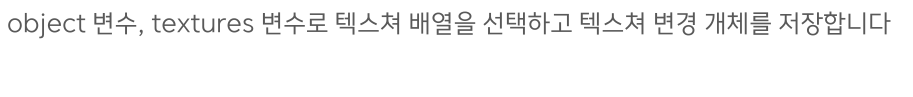 object 변수, textures 변수로 텍스쳐 배열을 선택하고 텍스쳐 변경 개체를 저장합니다